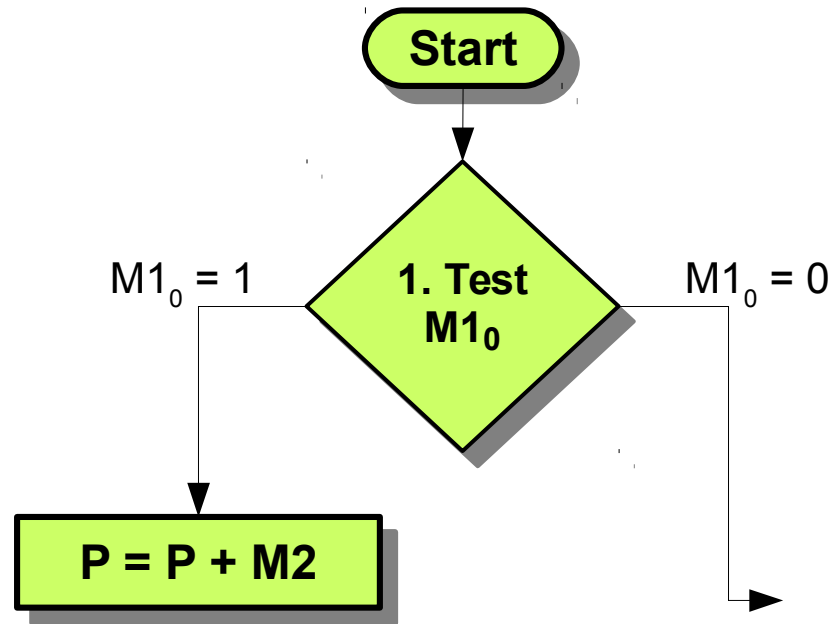 Start
M1₀ = 1
1. Test
M1₀
M1₀ = 0
P = P + M2